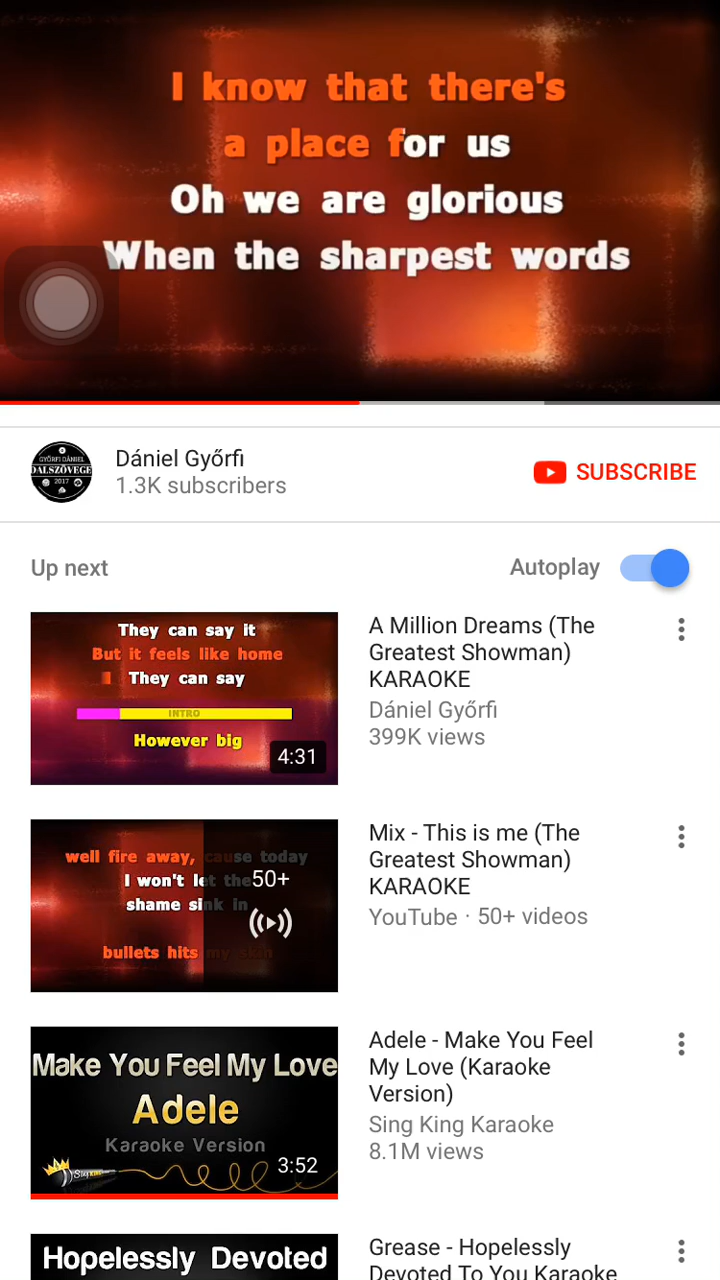 I know that there's
a place for us
Oh we are glorious
When the sharpest words
GYŐRFI DÁNIEL
DALSZÖVEGE
2017
Dániel Győrfi
1.3K subscribers
SUBSCRIBE
Up next
Autoplay
They can say it
But it feels like home
They can say
INTRO
However big
4:31
A Million Dreams (The
Greatest Showman)
KARAOKE
Dániel Győrfi
399K views
well fire away, cause today
I won't let the
shame sink in
bullets hits my skin
50+
Mix - This is me (The
Greatest Showman)
KARAOKE
YouTube · 50+ videos
Make You Feel My Love
Adele
Karaoke Version
3:52
Adele - Make You Feel
My Love (Karaoke
Version)
Sing King Karaoke
8.1M views
Hopelessly Devoted
Grease - Hopelessly
Devoted To You Karaoke